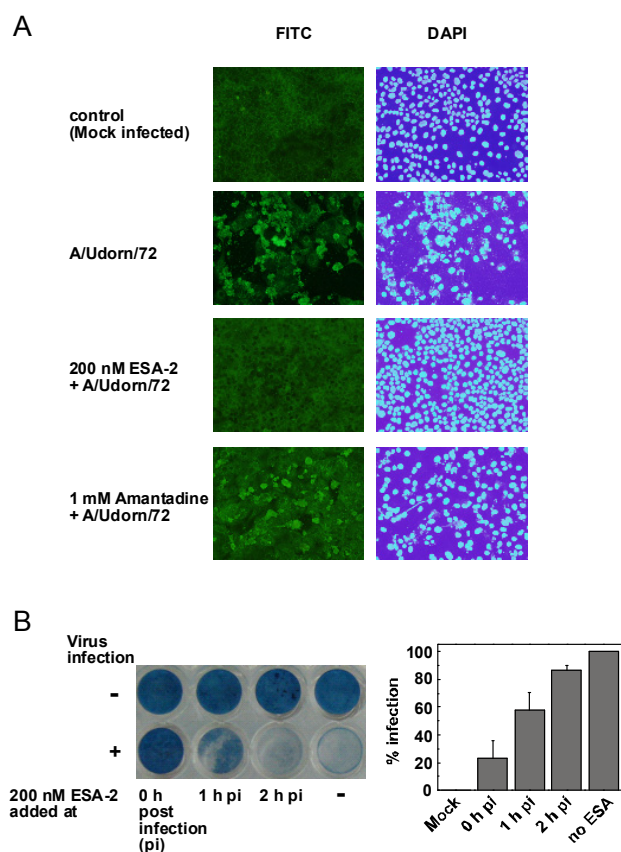 A
FITC DAPI
control
(Mock infected)
A/Udorn/72
200 nM ESA-2
+ A/Udorn/72
1 mM Amantadine
+ A/Udorn/72
B
Virus
infection
-
+
200 nM ESA-2
added at
0 h
post
infection
(pi)
1 h pi
2 h pi
-
% infection
100
80
60
40
20
0
Mock
0 h pi
1 h pi
2 h pi
no ESA